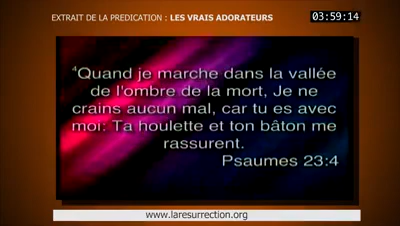 EXTRAIT DE LA PREDICATION : LES VRAIS ADORATEURS
03:59:14
⁴Quand je marche dans la vallée
de l'ombre de la mort, Je ne
crains aucun mal, car tu es avec
moi: Ta houlette et ton bâton me
rassurent.
Psaumes 23:4
www.laresurrection.org